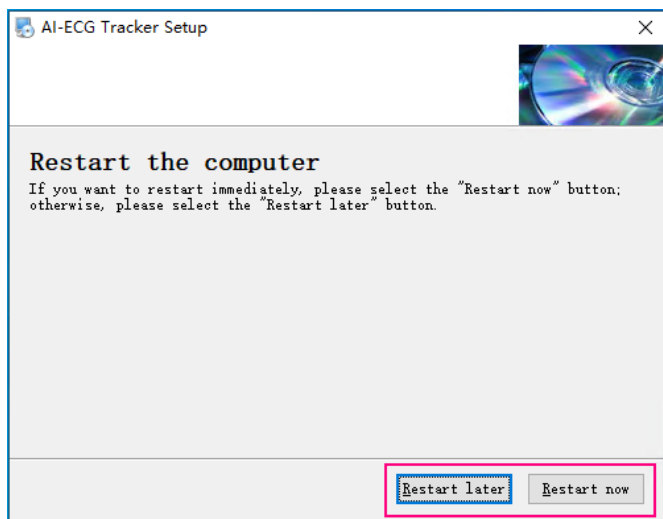 AI-ECG Tracker Setup
Restart the computer
If you want to restart immediately, please select the "Restart now" button;
otherwise, please select the "Restart later" button.
Restart later
Restart now